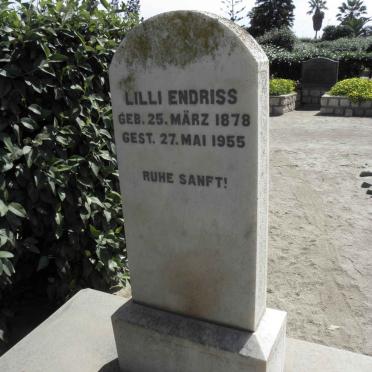 LILLI ENDRISS
GEB. 25. MÄRZ 1878
GEST. 27. MAI 1955
RUHE SANFT!